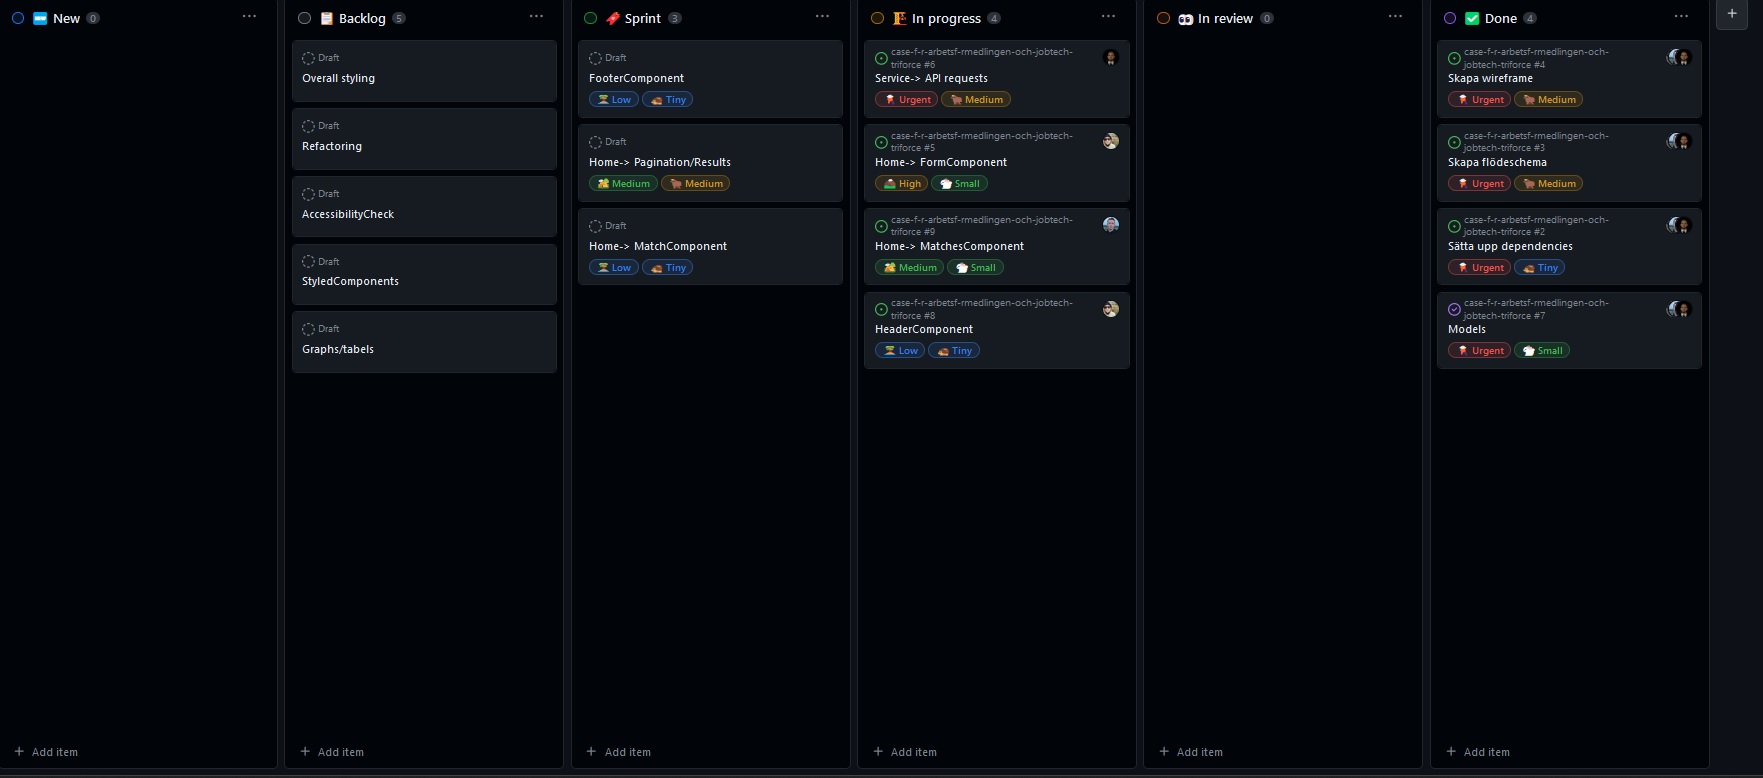 New 0
Add item
Backlog 5
Draft
Overall styling
Draft
Refactoring
Draft
AccessibilityCheck
Draft
StyledComponents
Draft
Graphs/tabels
Add item
Sprint 3
Draft
FooterComponent
Low Tiny
Draft
Home-> Pagination/Results
Medium Medium
Draft
Home-> MatchComponent
Low Tiny
Add item
In progress 4
case-f-r-arbetsf-rmedlingen-och-jobtech-
triforce #6
Service-> API requests
Urgent Medium
case-f-r-arbetsf-rmedlingen-och-jobtech-
triforce #5
Home-> FormComponent
High Small
case-f-r-arbetsf-rmedlingen-och-jobtech-
triforce #9
Home-> MatchesComponent
Medium Small
case-f-r-arbetsf-rmedlingen-och-jobtech-
triforce #8
HeaderComponent
Low Tiny
Add item
In review 0
Add item
Done 4
case-f-r-arbetsf-rmedlingen-och-
jobtech-triforce #4
Skapa wireframe
Urgent Medium
case-f-r-arbetsf-rmedlingen-och-
jobtech-triforce #3
Skapa flödeschema
Urgent Medium
case-f-r-arbetsf-rmedlingen-och-
jobtech-triforce #2
Sätta upp dependencies
Urgent Tiny
case-f-r-arbetsf-rmedlingen-och-
jobtech-triforce #7
Models
Urgent Small
Add item